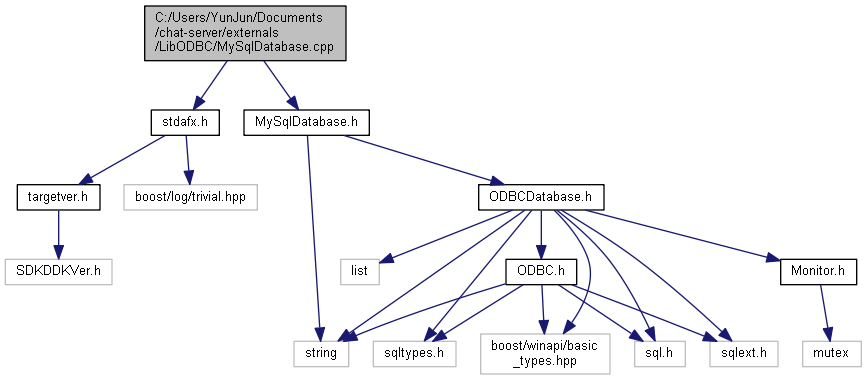 C:/Users/YunJun/Documents
/chat-server/externals
/LibODBC/MySqlDatabase.cpp
stdafx.h
MySqlDatabase.h
targetver.h
boost/log/trivial.hpp
ODBCDatabase.h
SDKDDKVer.h
list
ODBC.h
Monitor.h
string
sqltypes.h
boost/winapi/basic
_types.hpp
sql.h
sqlext.h
mutex